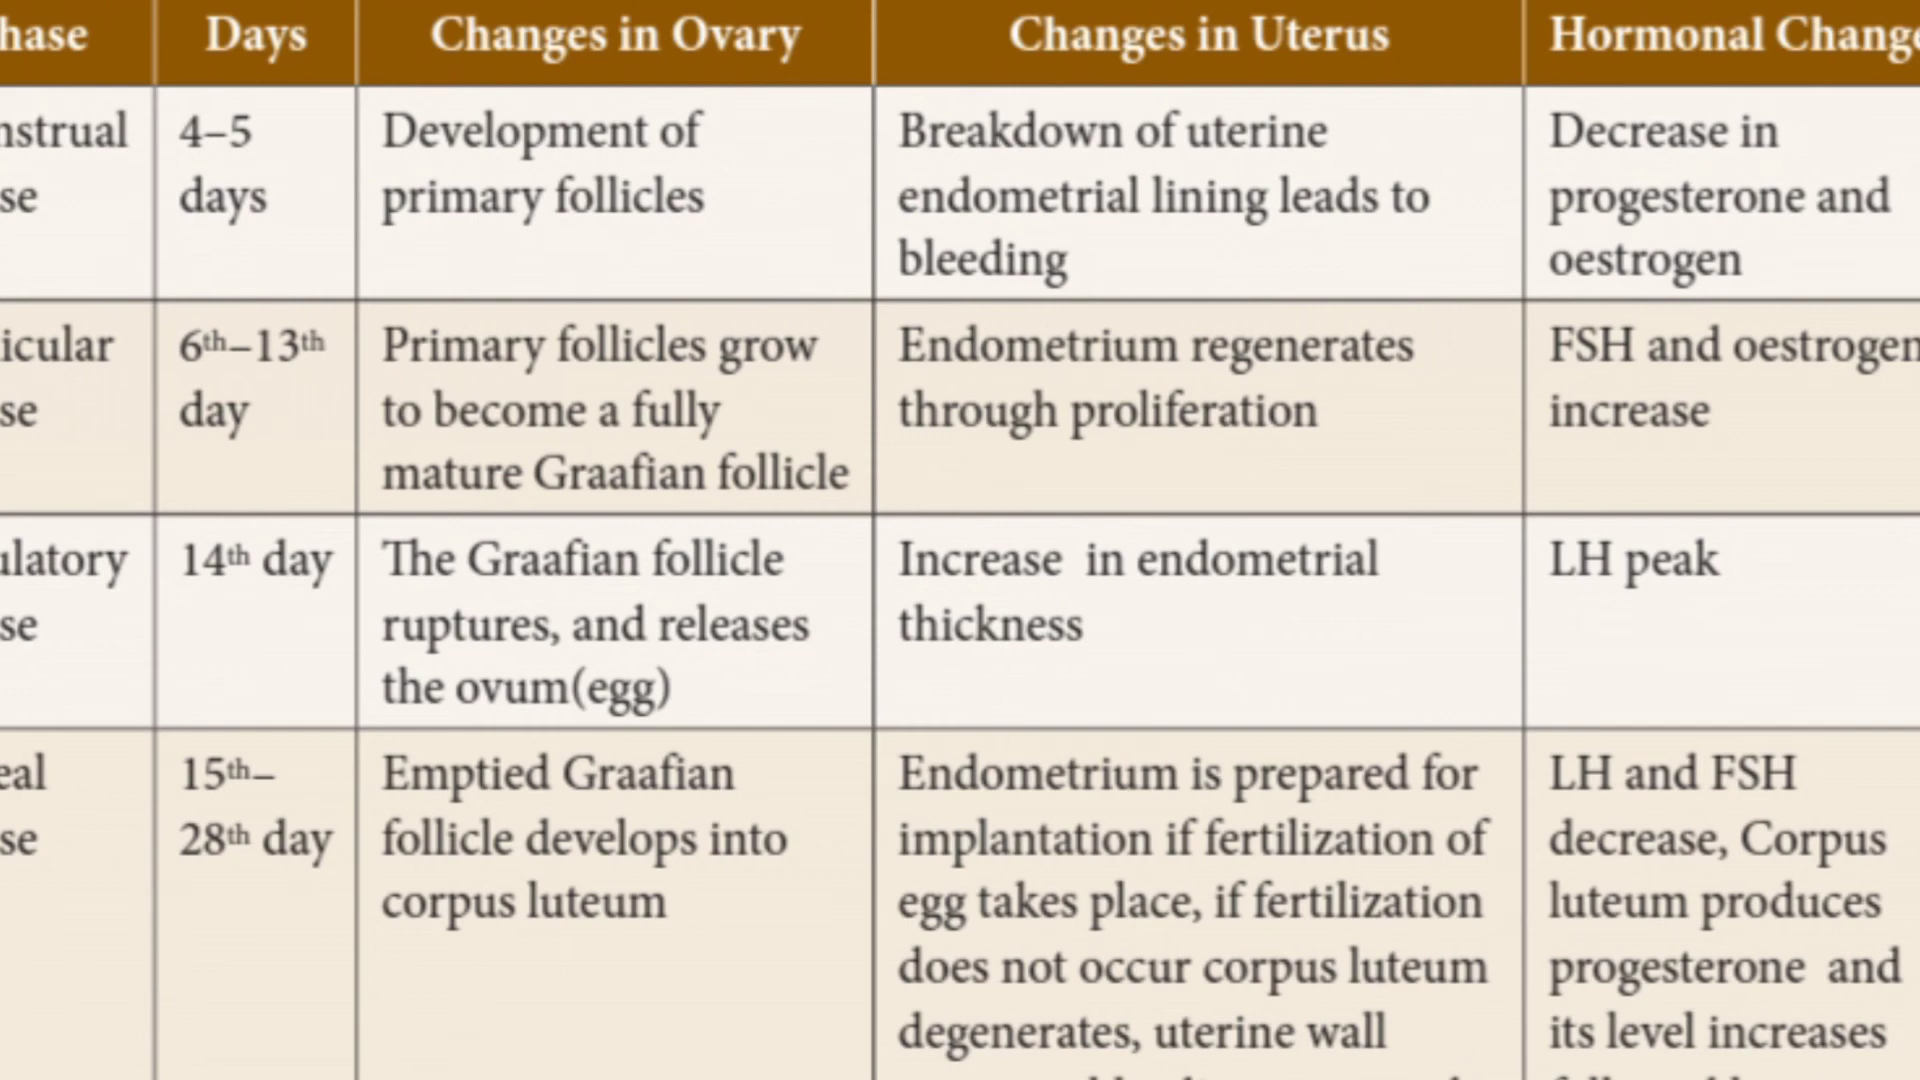 hase Days Changes in Ovary Changes in Uterus Hormonal Change
nstrual
se
4–5
days
Development of
primary follicles
Breakdown of uterine
endometrial lining leads to
bleeding
Decrease in
progesterone and
oestrogen
icular
se
6th–13th
day
Primary follicles grow
to become a fully
mature Graafian follicle
Endometrium regenerates
through proliferation
FSH and oestrogen
increase
ulatory
se
14th day
The Graafian follicle
ruptures, and releases
the ovum(egg)
Increase in endometrial
thickness
LH peak
eal
se
15th–
28th day
Emptied Graafian
follicle develops into
corpus luteum
Endometrium is prepared for
implantation if fertilization of
egg takes place, if fertilization
does not occur corpus luteum
degenerates, uterine wall
LH and FSH
decrease, Corpus
luteum produces
progesterone and
its level increases